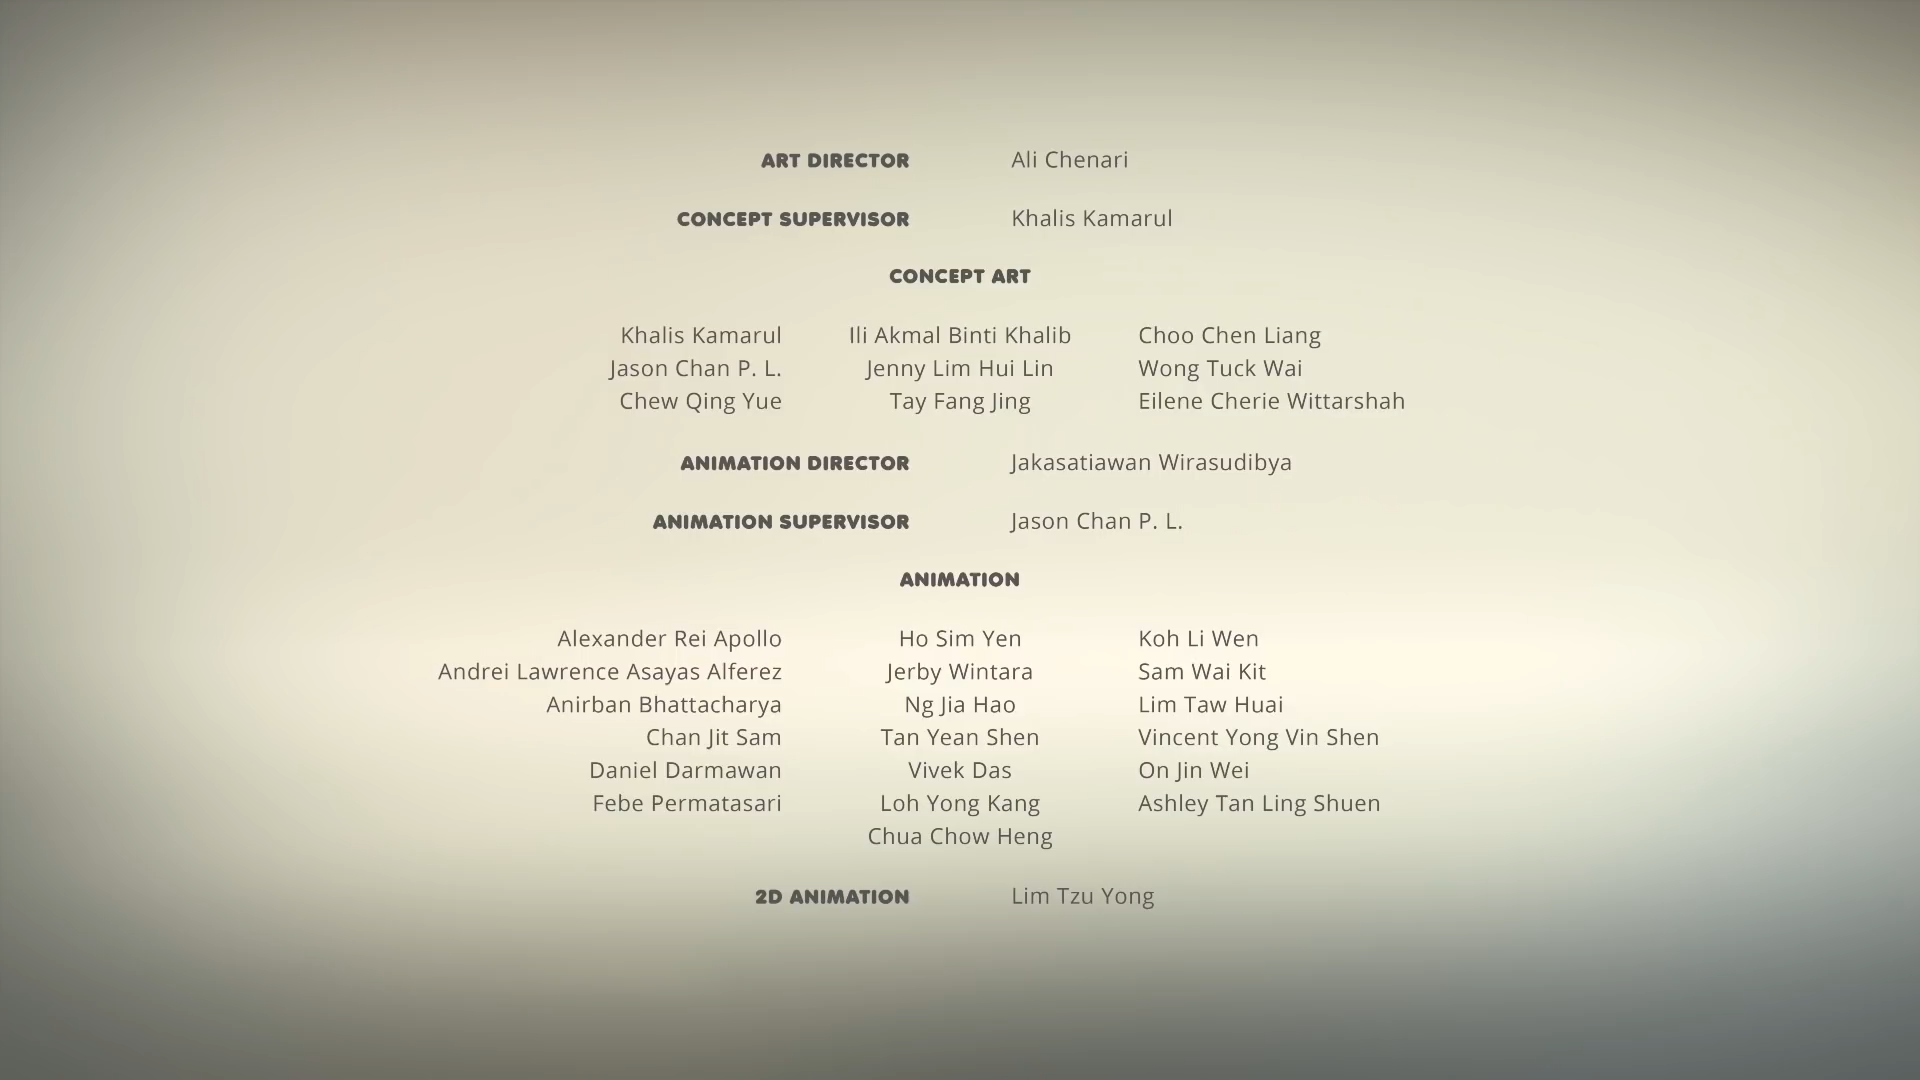 ART DIRECTOR Ali Chenari
CONCEPT SUPERVISOR Khalis Kamarul
CONCEPT ART
Khalis Kamarul Ili Akmal Binti Khalib Choo Chen Liang
Jason Chan P. L. Jenny Lim Hui Lin Wong Tuck Wai
Chew Qing Yue Tay Fang Jing Eilene Cherie Wittarshah
ANIMATION DIRECTOR Jakasatiawan Wirasudibya
ANIMATION SUPERVISOR Jason Chan P. L.
ANIMATION
Alexander Rei Apollo Ho Sim Yen Koh Li Wen
Andrei Lawrence Asayas Alferez Jerby Wintara Sam Wai Kit
Anirban Bhattacharya Ng Jia Hao Lim Taw Huai
Chan Jit Sam Tan Yean Shen Vincent Yong Vin Shen
Daniel Darmawan Vivek Das On Jin Wei
Febe Permatasari Loh Yong Kang Ashley Tan Ling Shuen
Chua Chow Heng
2D ANIMATION Lim Tzu Yong